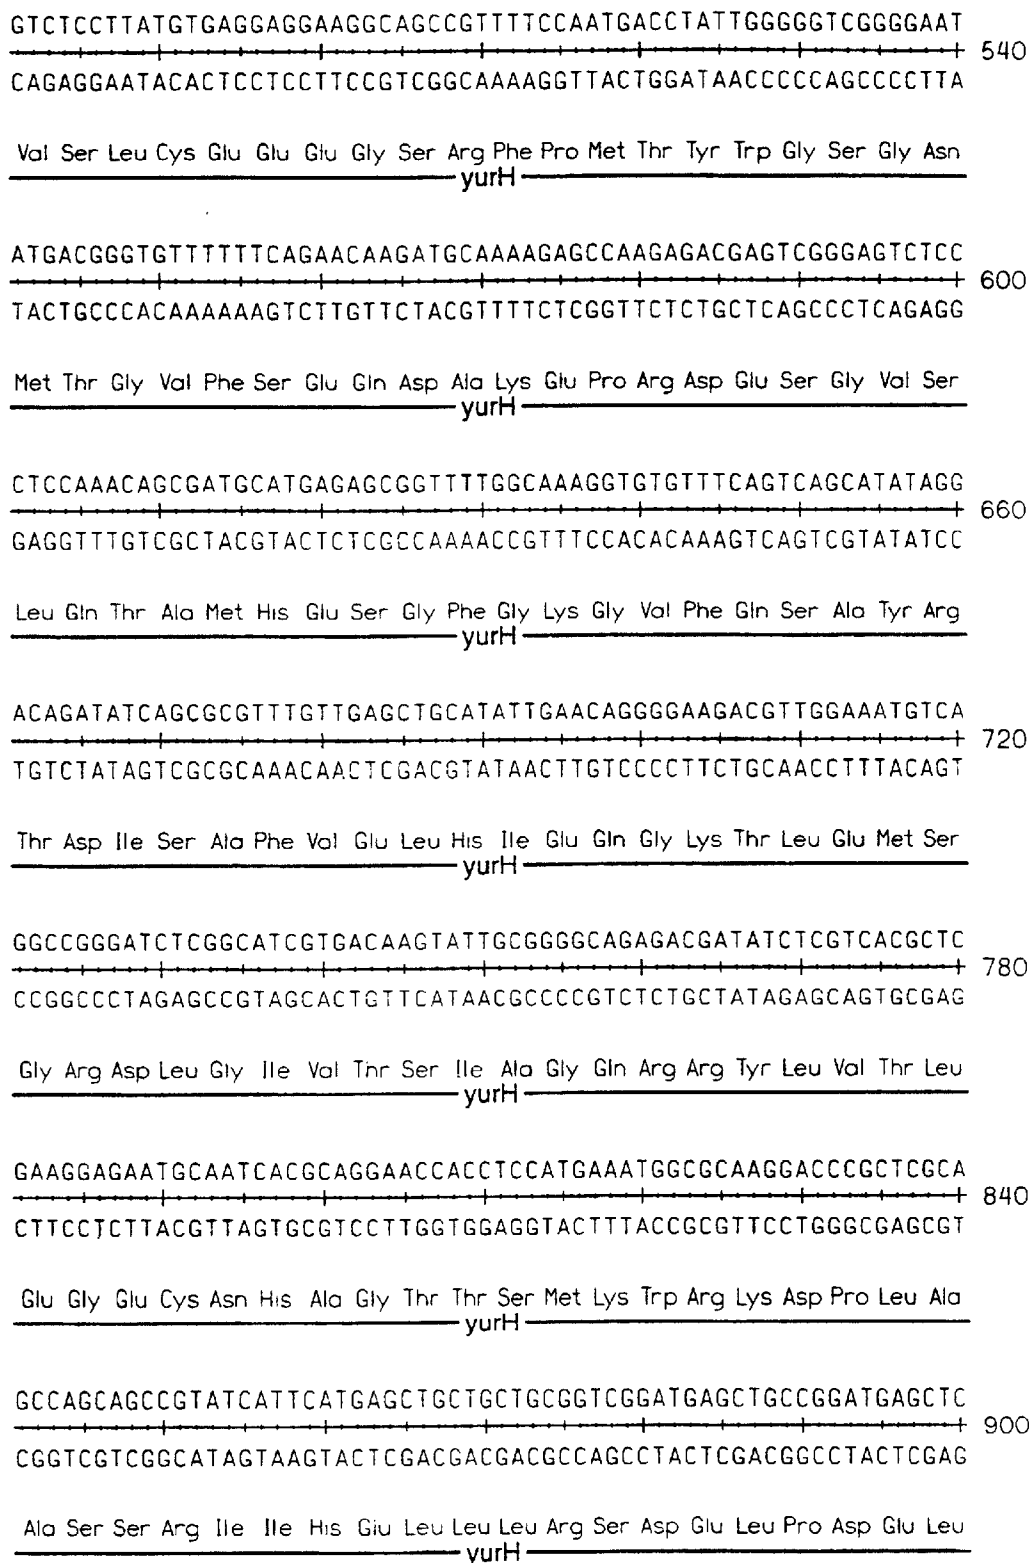 GTCTCCTTATGTGAGGAGGAAGGCAGCCGTTTTCCAATGACCTATTGGGGGTCGGGGAAT
540
CAGAGGAATACACTCCTCCTTCCGTCGGCAAAAGGTTACTGGATAACCCCCAGCCCCTTA
Val Ser Leu Cys Glu Glu Glu Gly Ser Arg Phe Pro Met Thr Tyr Trp Gly Ser Gly Asn
yurH
ATGACGGGTGTTTTTTCAGAACAAGATGCAAAAGAGCCAAGAGACGAGTCGGGAGTCTCC
600
TACTGCCCACAAAAAAGTCTTGTTCTACGTTTTCTCGGTTCTCTGCTCAGCCCTCAGAGG
Met Thr Gly Val Phe Ser Glu Gln Asp Ala Lys Glu Pro Arg Asp Glu Ser Gly Val Ser
yurH
CTCCAAACAGCGATGCATGAGAGCGGTTTTGGCAAAGGTGTGTTTCAGTCAGCATATAGG
660
GAGGTTTGTCGCTACGTACTCTCGCCAAAACCGTTTCCACACAAAGTCAGTCGTATATCC
Leu Gln Thr Ala Met His Glu Ser Gly Phe Gly Lys Gly Val Phe Gln Ser Ala Tyr Arg
yurH
ACAGATATCAGCGCGTTTGTTGAGCTGCATATTGAACAGGGGAAGACGTTGGAAATGTCA
720
TGTCTATAGTCGCGCAAACAACTCGACGTATAACTTGTCCCCTTCTGCAACCTTTACAGT
Thr Asp Ile Ser Ala Phe Val Glu Leu His Ile Glu Gln Gly Lys Thr Leu Glu Met Ser
yurH
GGCCGGGATCTCGGCATCGTGACAAGTATTGCGGGGCAGAGACGATATCTCGTCACGCTC
780
CCGGCCCTAGAGCCGTAGCACTGTTCATAACGCCCCGTCTCTGCTATAGAGCAGTGCGAG
Gly Arg Asp Leu Gly Ile Val Thr Ser Ile Ala Gly Gln Arg Arg Tyr Leu Val Thr Leu
yurH
GAAGGAGAATGCAATCACGCAGGAACCACCTCCATGAAATGGCGCAAGGACCCGCTCGCA
840
CTTCCTCTTACGTTAGTGCGTCCTTGGTGGAGGTACTTTACCGCGTTCCTGGGCGAGCGT
Glu Gly Glu Cys Asn His Ala Gly Thr Thr Ser Met Lys Trp Arg Lys Asp Pro Leu Ala
yurH
GCCAGCAGCCGTATCATTCATGAGCTGCTGCTGCGGTCGGATGAGCTGCCGGATGAGCTC
900
CGGTCGTCGGCATAGTAAGTACTCGACGACGACGCCAGCCTACTCGACGGCCTACTCGAG
Ala Ser Ser Arg Ile Ile His Glu Leu Leu Leu Arg Ser Asp Glu Leu Pro Asp Glu Leu
yurH